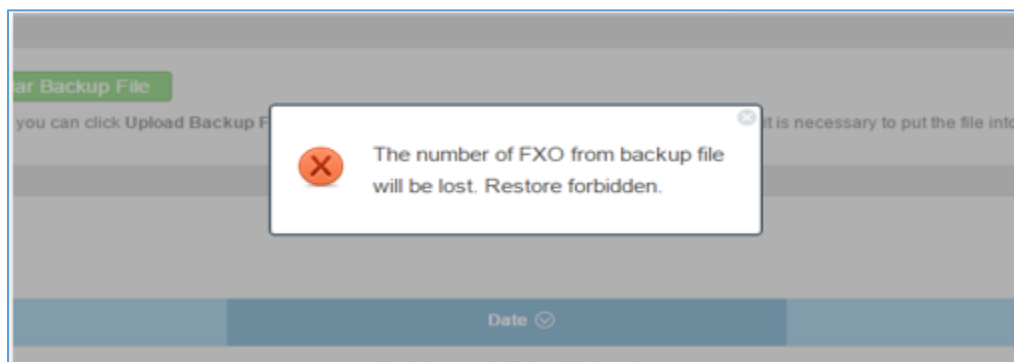 ar Backup File
you can click Upload Backup F
it is necessary to put the file into
The number of FXO from backup file
will be lost. Restore forbidden.
Date